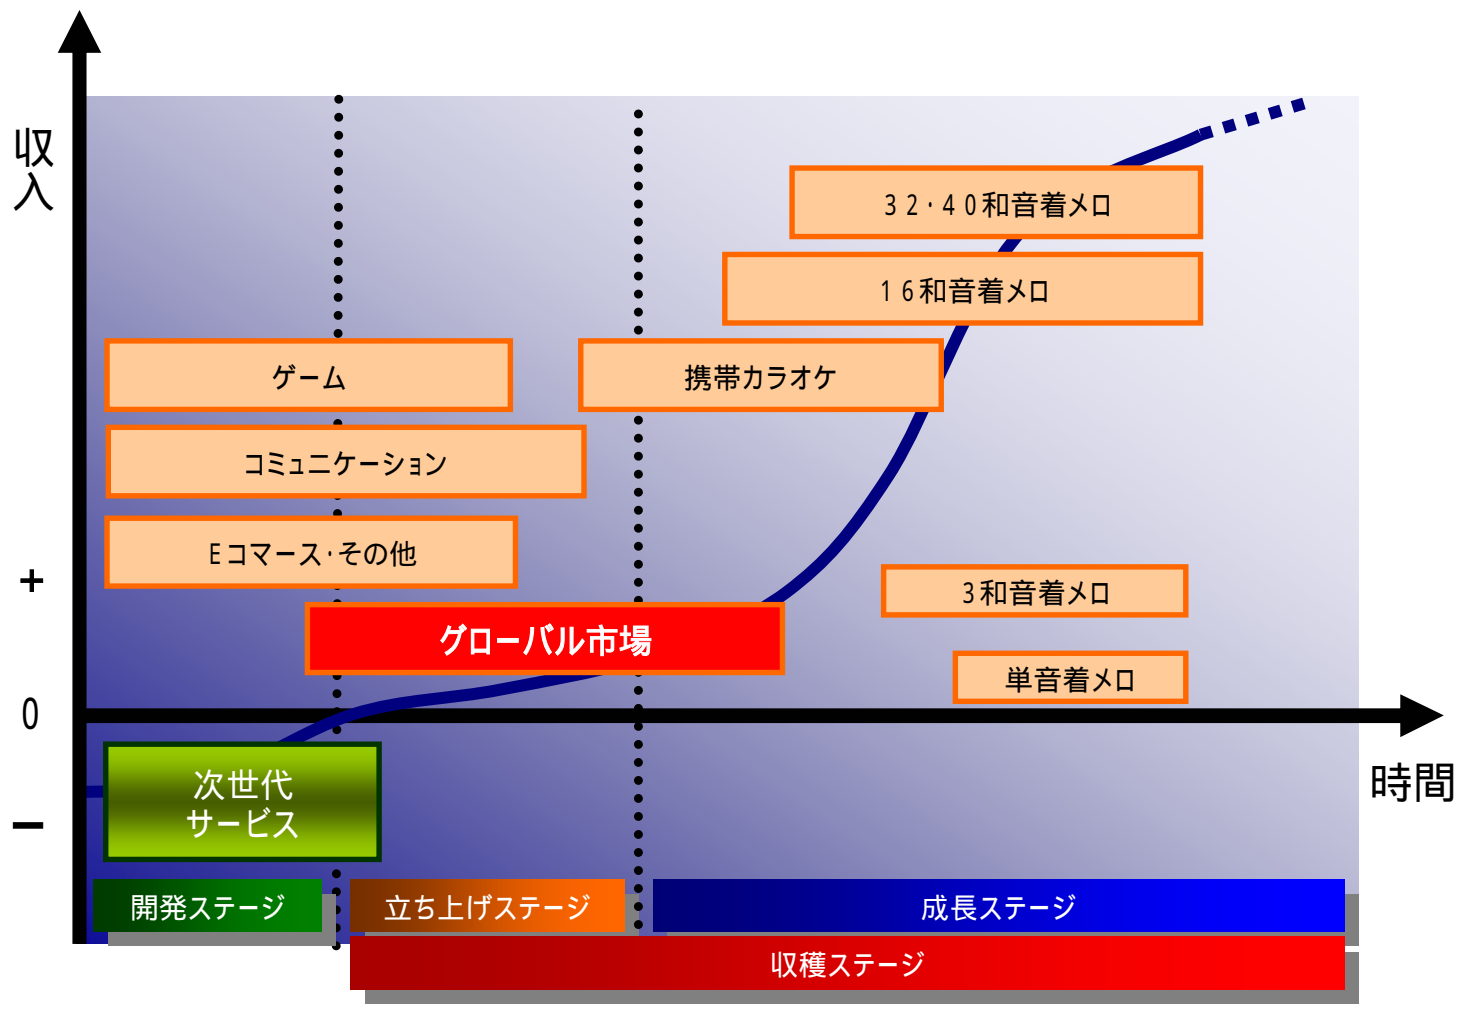 収入
３２・４０和音着メロ
１６和音着メロ
ゲーム
携帯カラオケ
コミュニケーション
Ｅコマース・その他
+
３和音着メロ
グローバル市場
単音着メロ
0
次世代
サービス
時間
−
開発ステージ
立ち上げステージ
成長ステージ
収穫ステージ